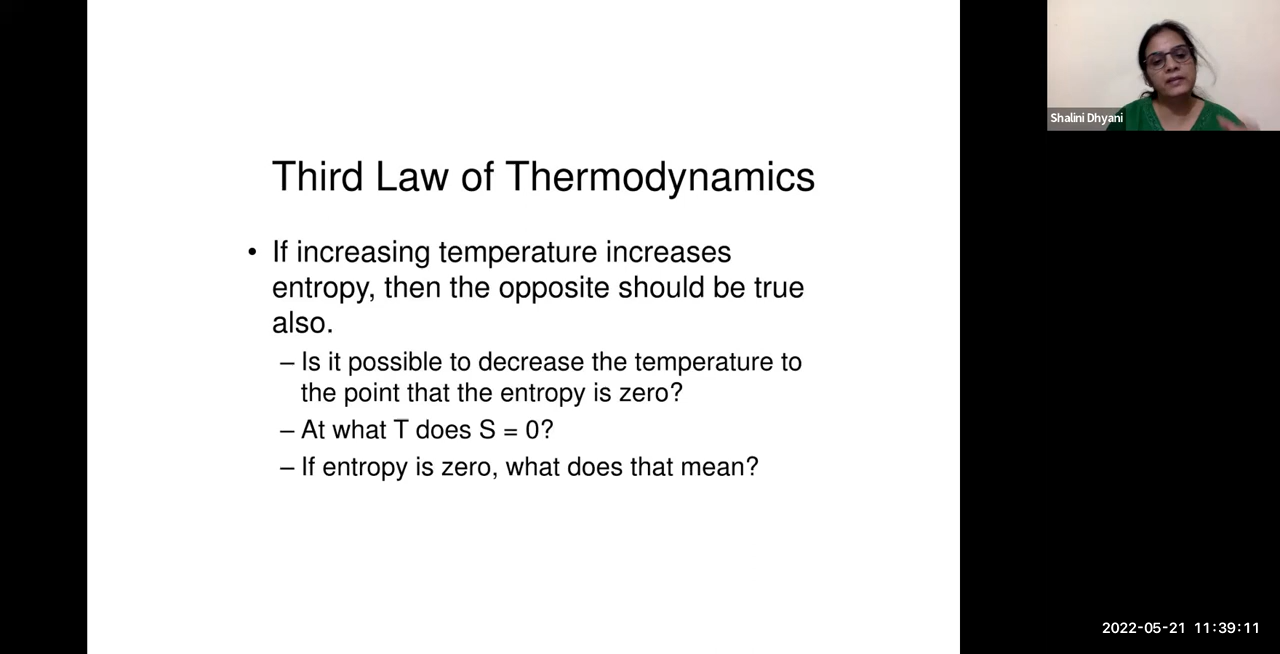 Third Law of Thermodynamics
• If increasing temperature increases
entropy, then the opposite should be true
also.
– Is it possible to decrease the temperature to
the point that the entropy is zero?
– At what T does S = 0?
– If entropy is zero, what does that mean?
Shalini Dhyani
2022-05-21 11:39:11